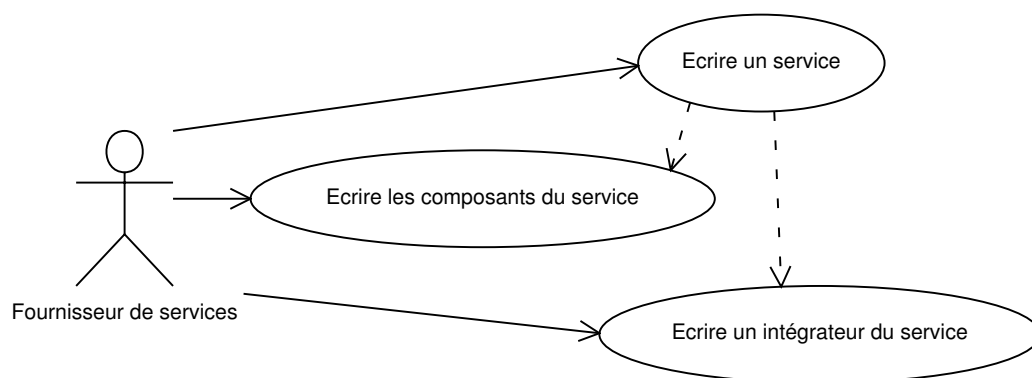 Ecrire un service
Ecrire les composants du service
Fournisseur de services
Ecrire un intégrateur du service